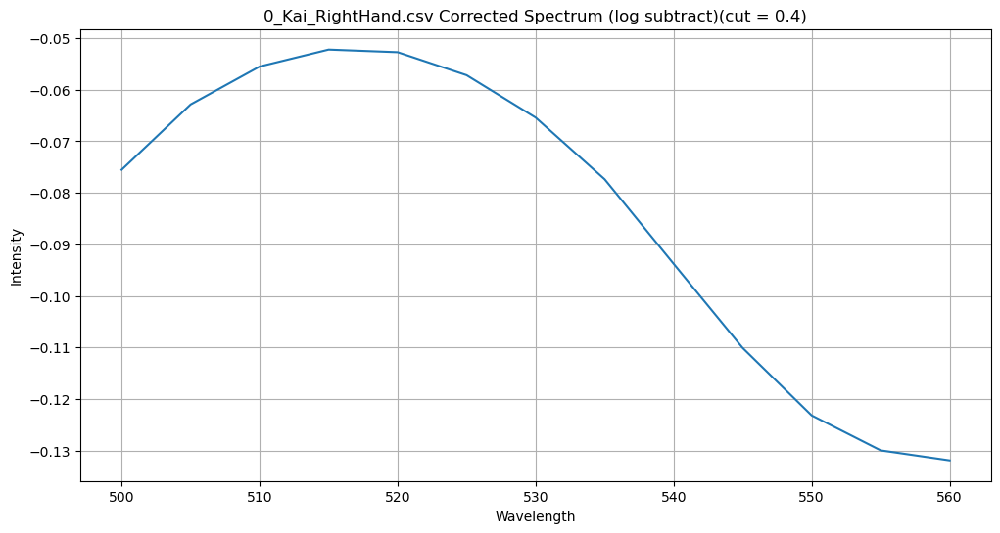 0_Kai_RightHand.csv Corrected Spectrum (log subtract)(cut = 0.4)
−0.05
−0.06
−0.07
−0.08
−0.09
−0.10
−0.11
−0.12
−0.13
Intensity
500 510 520 530 540 550 560
Wavelength